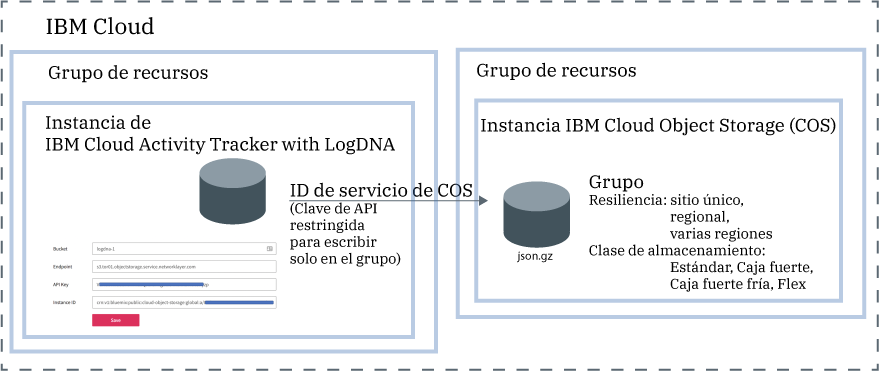 IBM Cloud
Grupo de recursos
Instancia de
IBM Cloud Activity Tracker with LogDNA
ID de servicio de COS
(Clave de API
restringida
para escribir
solo en el grupo)
Bucket
logdna-1
Endpoint
s3.tor01.objectstorage.service.networklayer.com
API Key
Instance ID
crn:v1:bluemix:public:cloud-object-storage:global:a/
Save
Grupo de recursos
Instancia IBM Cloud Object Storage (COS)
json.gz
Grupo
Resiliencia: sitio único,
regional,
varias regiones
Clase de almacenamiento:
Estándar, Caja fuerte,
Caja fuerte fría, Flex